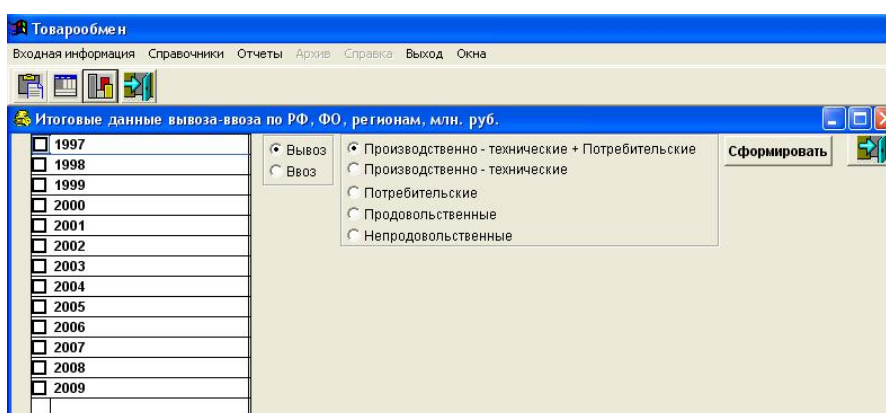 Товарообмен
Входная информация Справочники Отчеты Архив Справка Выход Окна
Итоговые данные вывоза-ввоза по РФ, ФО, регионам, млн. руб.
1997
1998
1999
2000
2001
2002
2003
2004
2005
2006
2007
2008
2009
Вывоз
Ввоз
Производственно - технические + Потребительские
Производственно - технические
Потребительские
Продовольственные
Непродовольственные
Сформировать